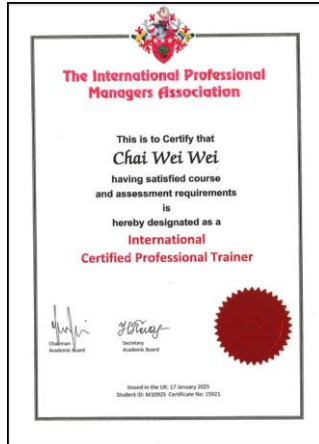 The International Professional
Managers Association
This is to Certify that
Chai Wei Wei
having satisfied course
and assessment requirements
is
hereby designated as a
International
Certified Professional Trainer
Chairman
Academic Board
Secretary
Academic Board
Issued in the UK: 17 January 2025
Student ID: M10925 Certificate No: 15921